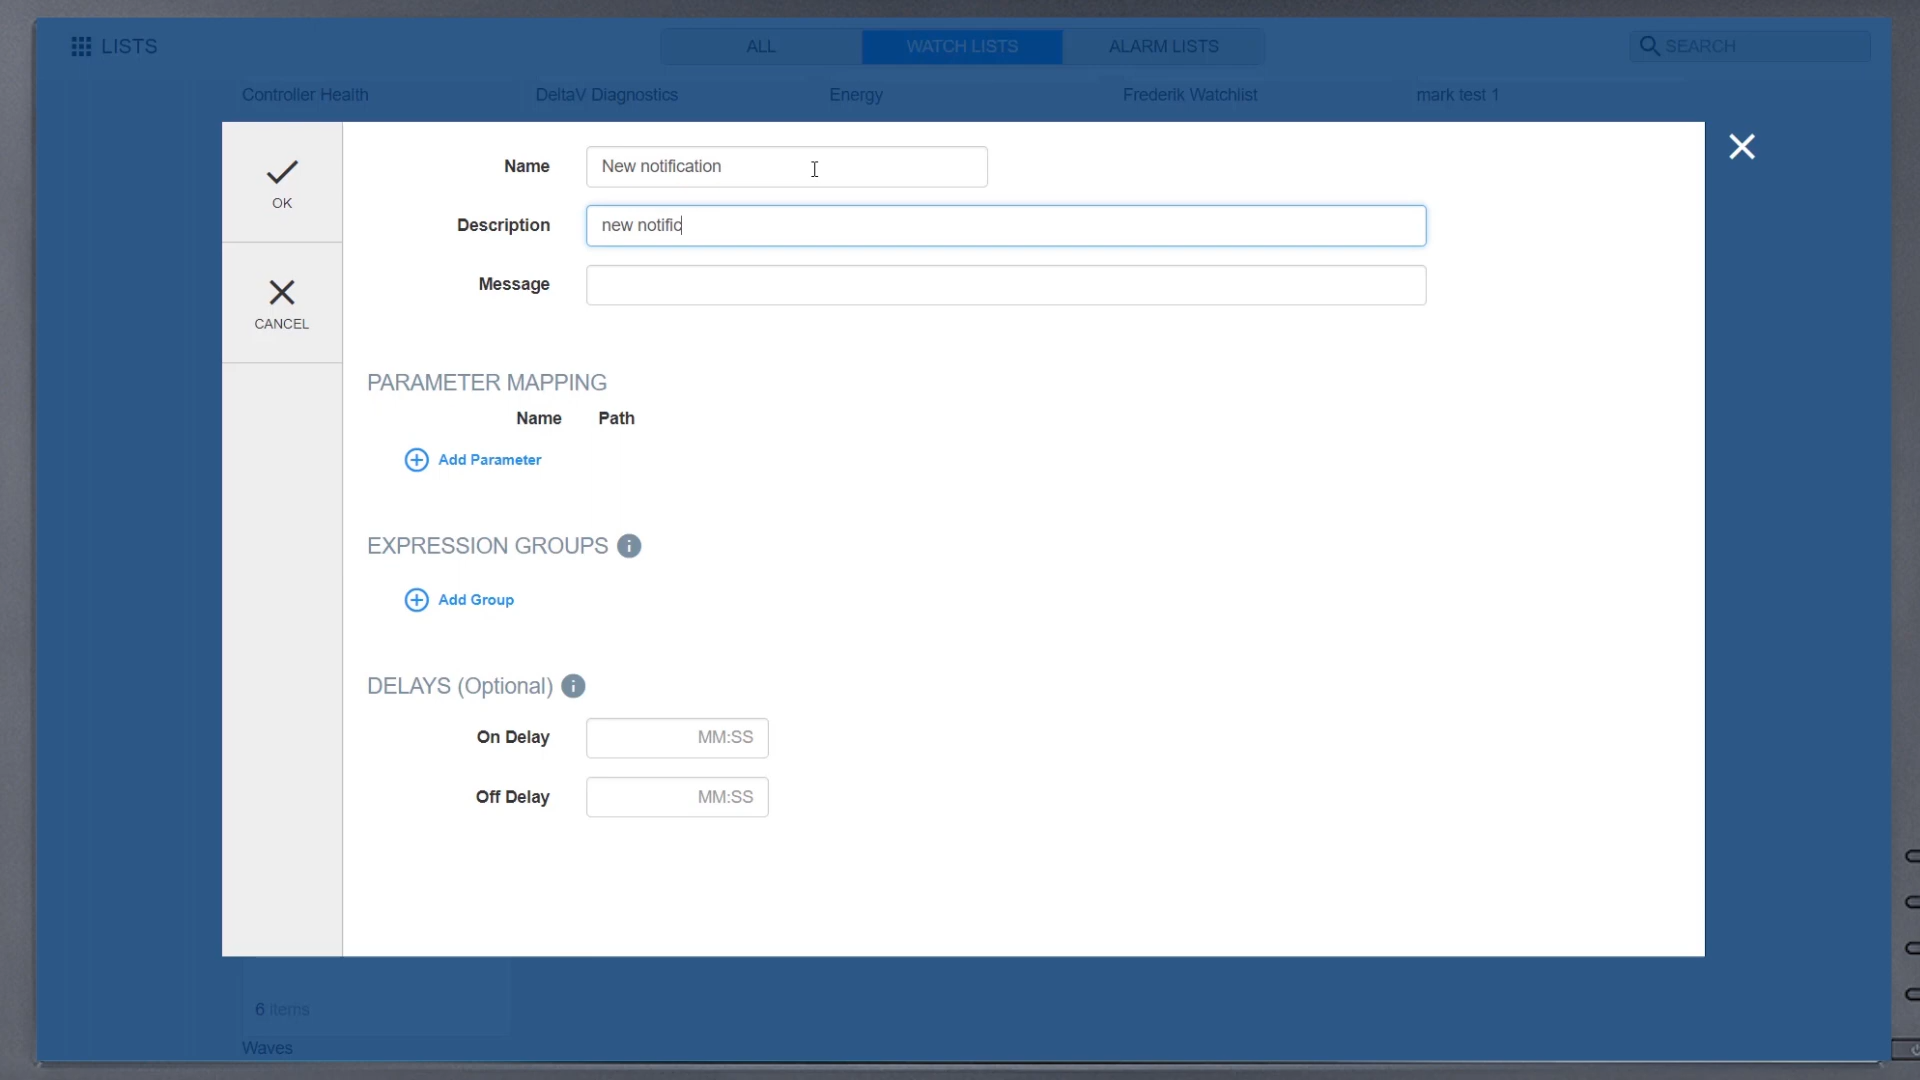 LISTS
ALL
WATCH LISTS
ALARM LISTS
SEARCH
Controller Health
DeltaV Diagnostics
Energy
Frederik Watchlist
mark test 1
OK
CANCEL
Name New notification
Description new notific
Message
PARAMETER MAPPING
Name Path
Add Parameter
EXPRESSION GROUPS
Add Group
DELAYS (Optional)
On Delay MM:SS
Off Delay MM:SS
6 Items
Waves